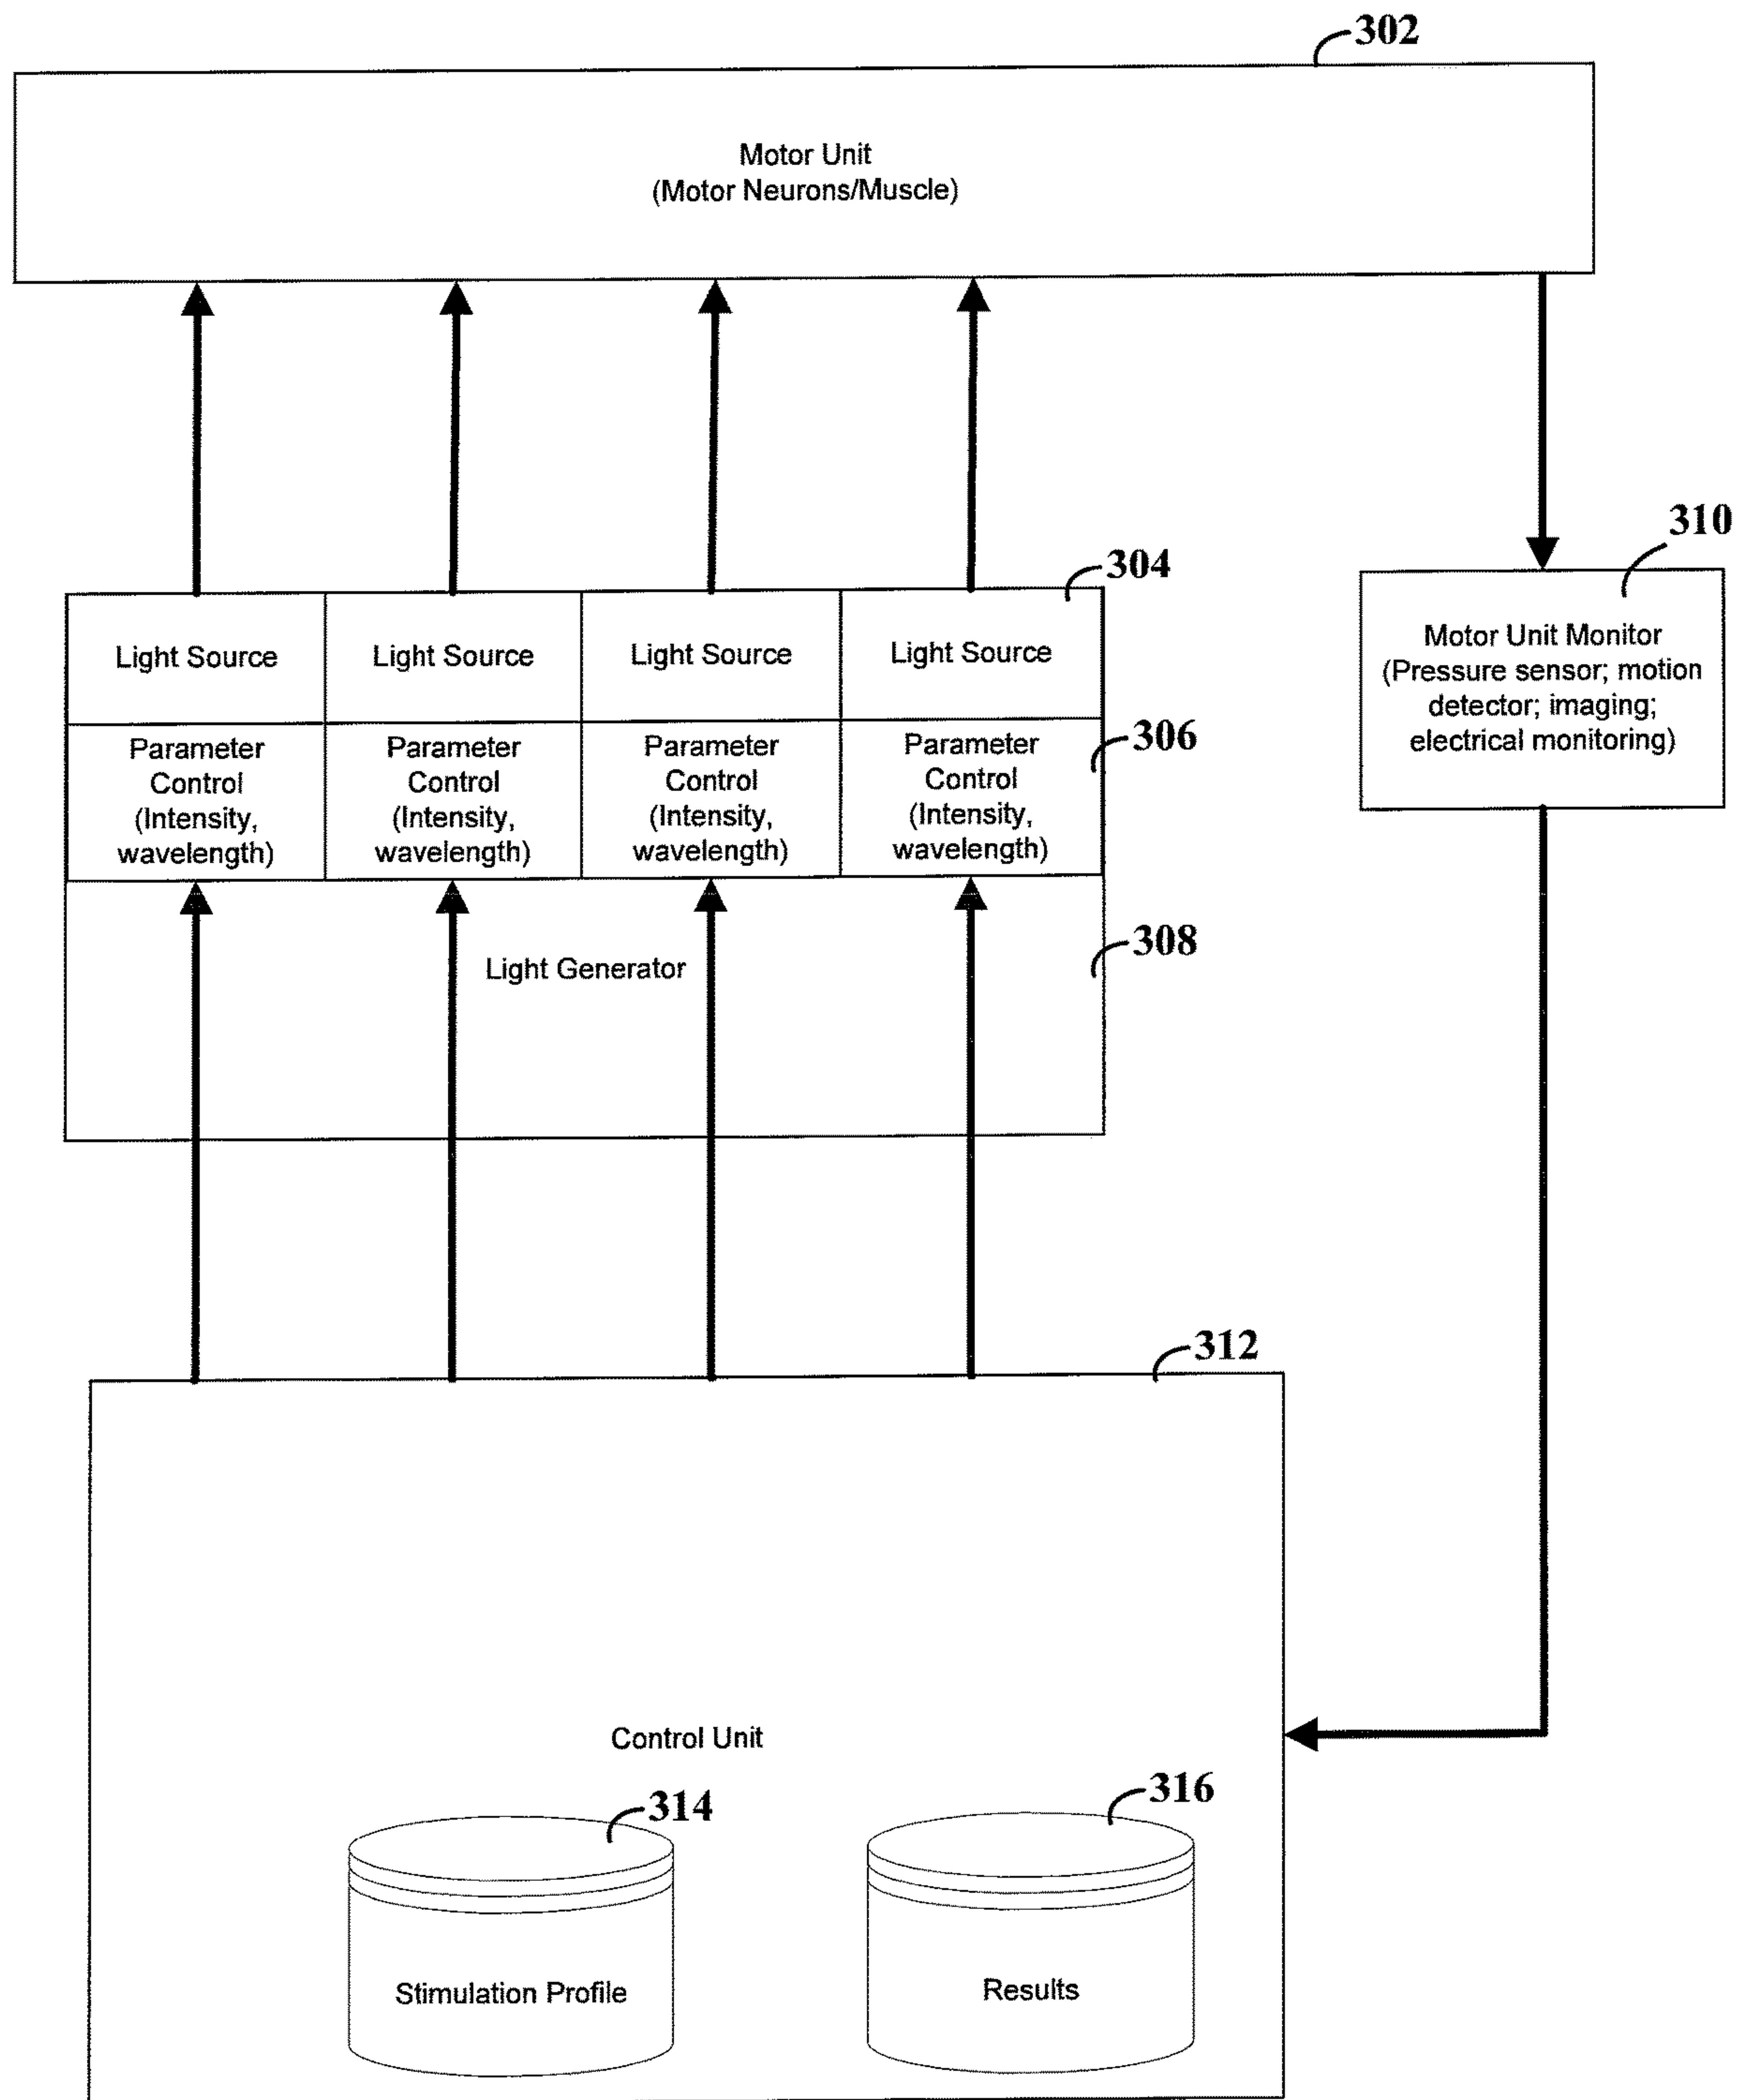 302
Motor Unit
(Motor Neurons/Muscle)
304
Light Source
Light Source
Light Source
Light Source
310
Motor Unit Monitor
(Pressure sensor; motion
detector; imaging;
electrical monitoring)
Parameter
Control
(Intensity,
wavelength)
Parameter
Control
(Intensity,
wavelength)
Parameter
Control
(Intensity,
wavelength)
Parameter
Control
(Intensity,
wavelength)
306
Light Generator
308
312
Control Unit
314
Stimulation Profile
316
Results